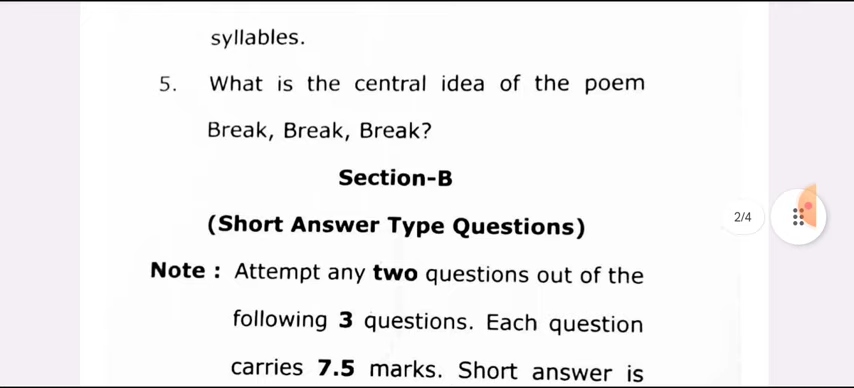 syllables.
5. What is the central idea of the poem
Break, Break, Break?
Section-B
(Short Answer Type Questions)
2/4
Note : Attempt any two questions out of the
following 3 questions. Each question
carries 7.5 marks. Short answer is